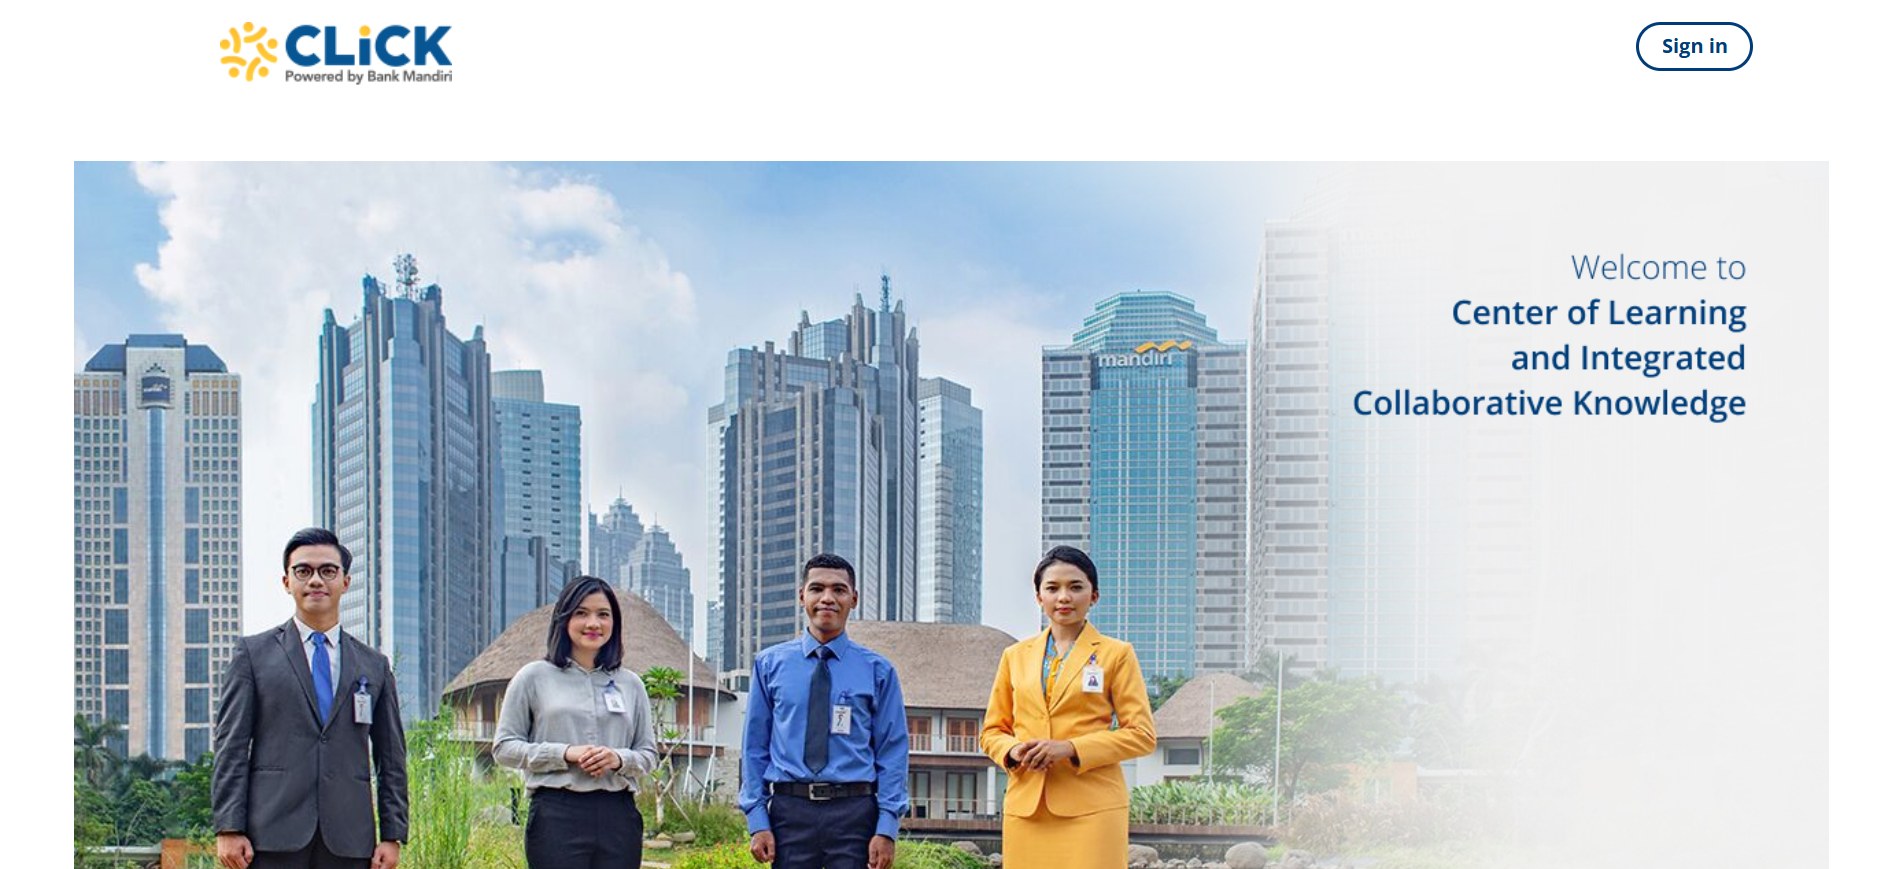 CLiCK
Powered by Bank Mandiri
Sign in
Welcome to
Center of Learning
and Integrated
Collaborative Knowledge
mandiri